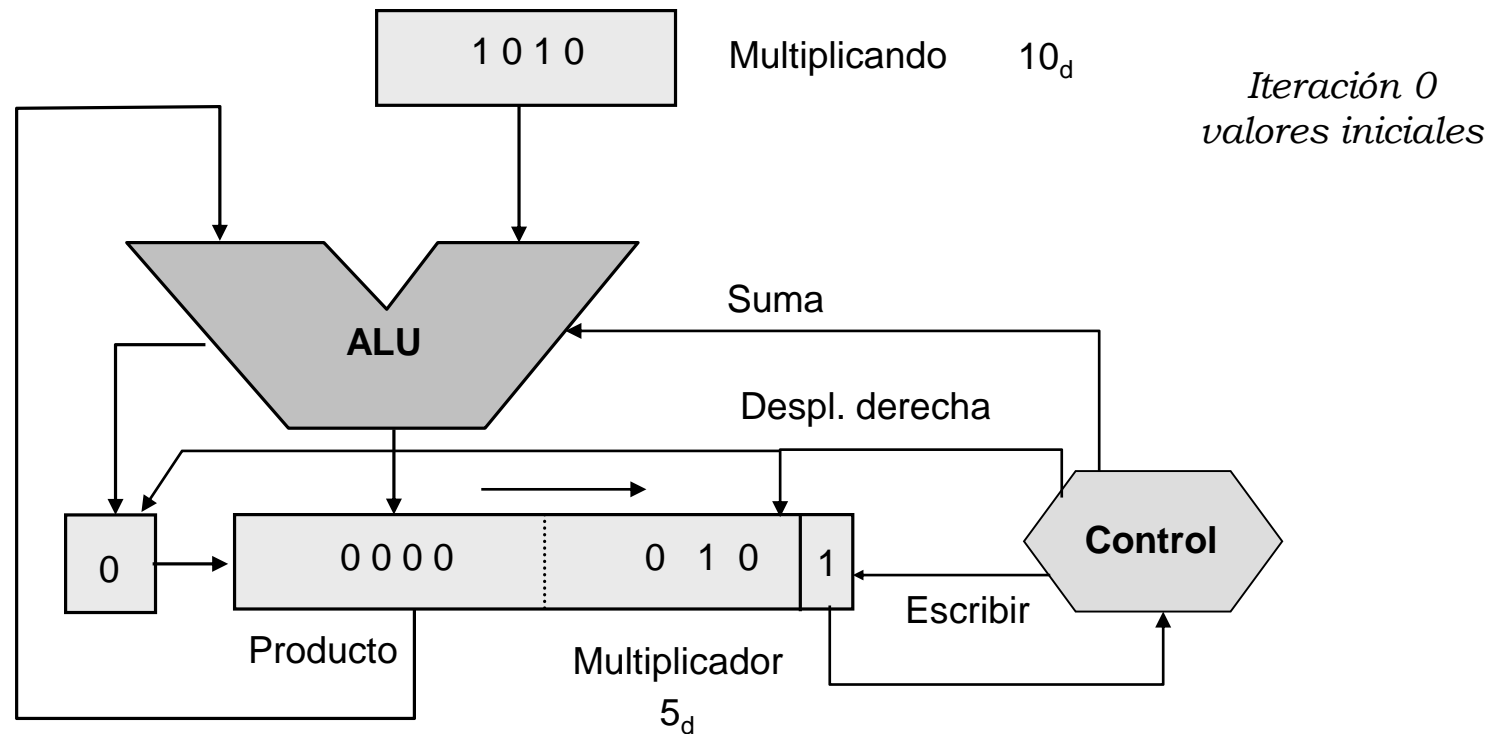 1 0 1 0 Multiplicando 10d
Iteración 0
valores iniciales
Suma
ALU
Despl. derecha
Control
0 0 0 0 0 0 1 0 1
Escribir
Producto
Multiplicador
5d